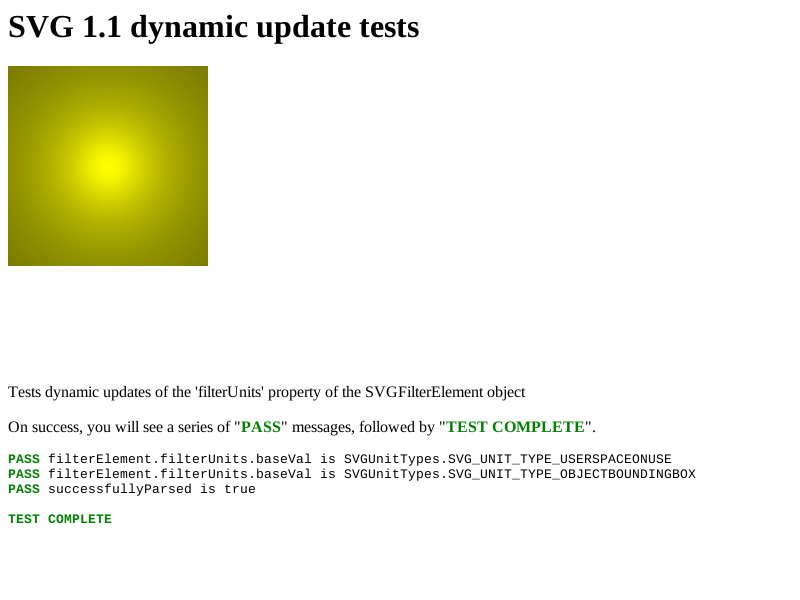 SVG 1.1 dynamic update tests
Tests dynamic updates of the 'filterUnits' property of the SVGFilterElement object
On success, you will see a series of "PASS" messages, followed by "TEST COMPLETE".
PASS filterElement.filterUnits.baseVal is SVGUnitTypes.SVG_UNIT_TYPE_USERSPACEONUSE
PASS filterElement.filterUnits.baseVal is SVGUnitTypes.SVG_UNIT_TYPE_OBJECTBOUNDINGBOX
PASS successfullyParsed is true
TEST COMPLETE